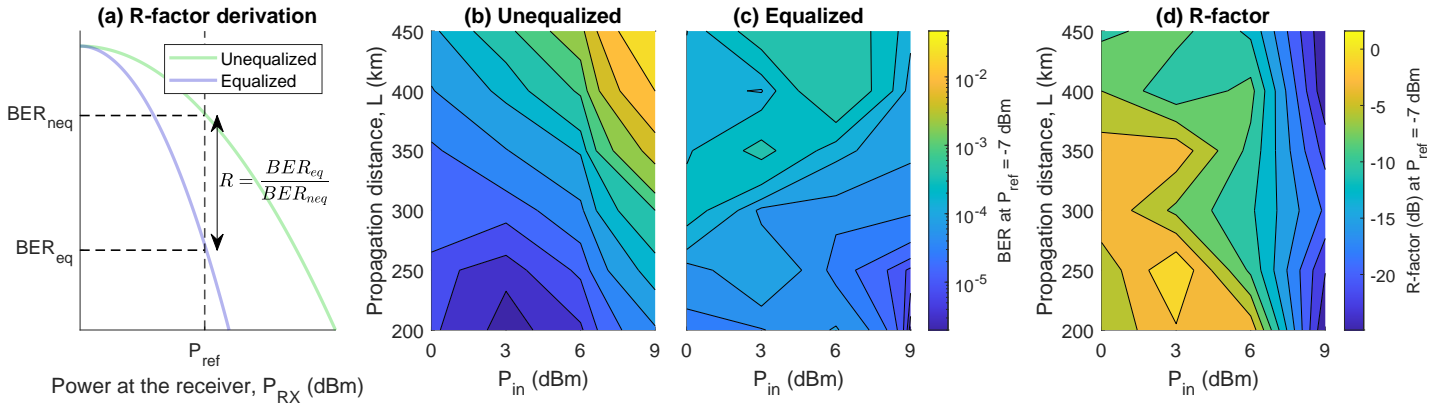 (a) R-factor derivation
Unequalized
Equalized
BER_neq
BER_eq
R = BER_eq / BER_neq
P_ref
Power at the receiver, P_RX (dBm)
(b) Unequalized
Propagation distance, L (km)
450
400
350
300
250
200
0 3 6 9
P_in (dBm)
(c) Equalized
0 3 6 9
P_in (dBm)
10^-2
10^-3
10^-4
10^-5
BER at P_ref = -7 dBm
(d) R-factor
Propagation distance, L (km)
450
400
350
300
250
200
0 3 6 9
P_in (dBm)
0
-5
-10
-15
-20
R-factor (dB) at P_ref = -7 dBm